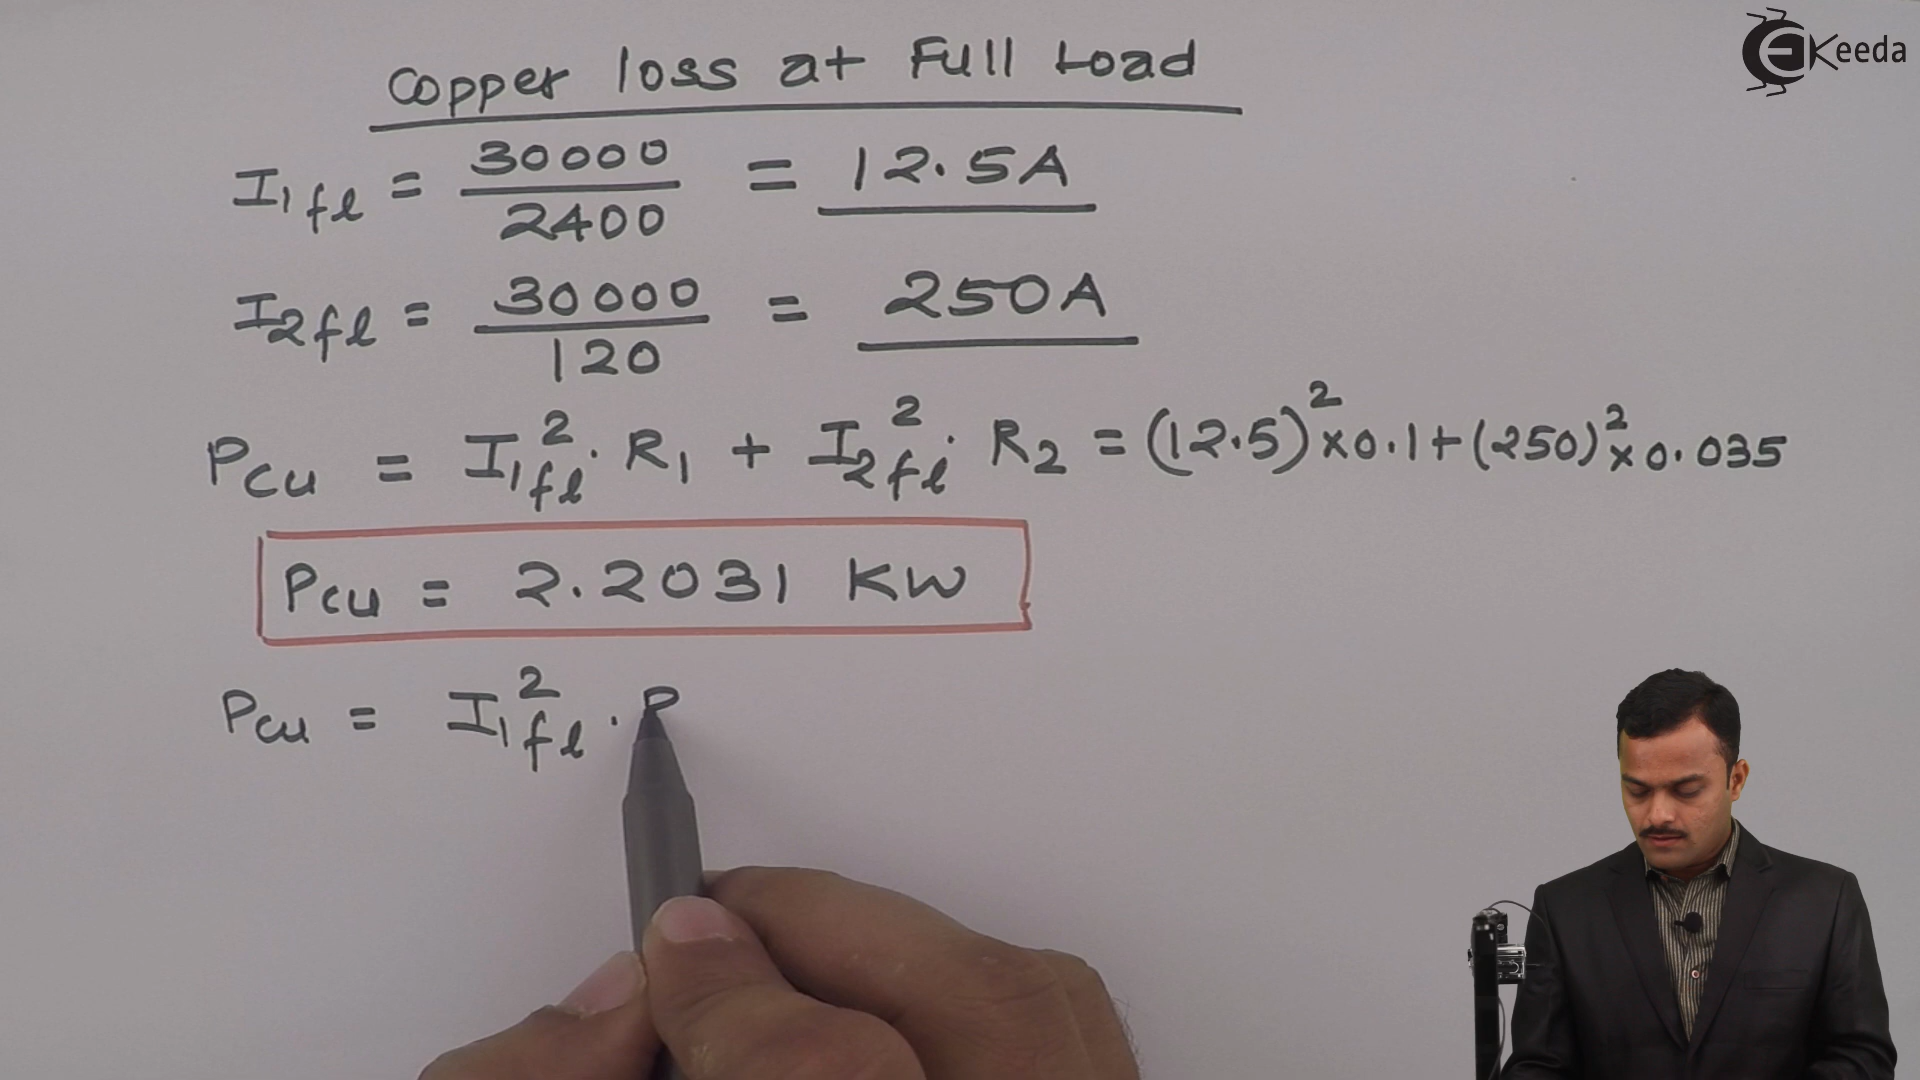 EKeeda
Copper loss at Full Load
I1fl = 30000/2400 = 12.5A
I2fl = 30000/120 = 250A
Pcu = I1fl² · R1 + I2fl² · R2 = (12.5)² × 0.1 + (250)² × 0.035
Pcu = 2.2031 KW
Pcu = I1fl² · R